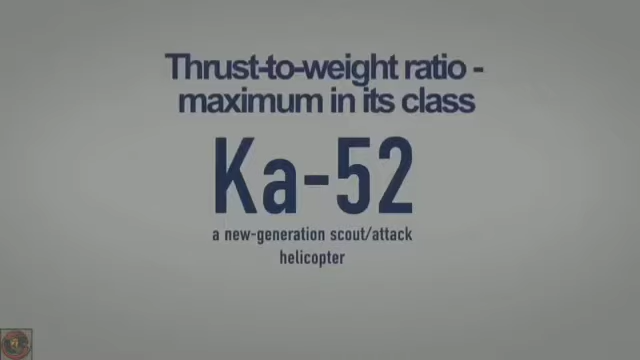 Thrust-to-weight ratio -
maximum in its class
Ka-52
a new-generation scout/attack
helicopter